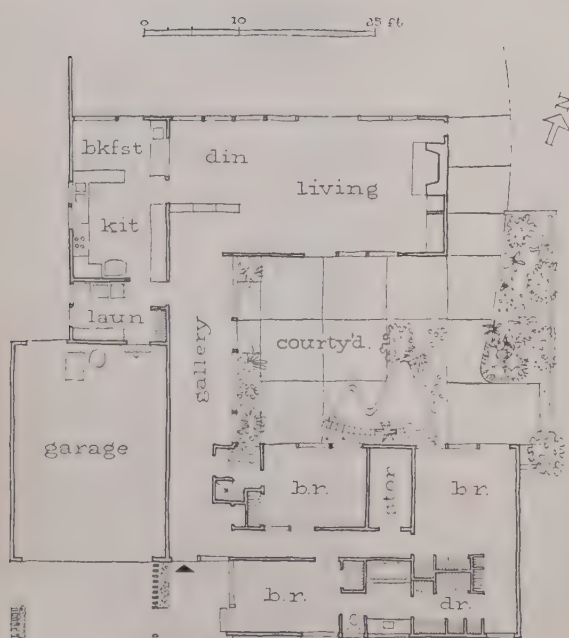 0 10 25 ft
N
bkfst
din
living
kit
laun
gallery
courty'd.
garage
b.r.
stor
b.r.
b.r.
dr.